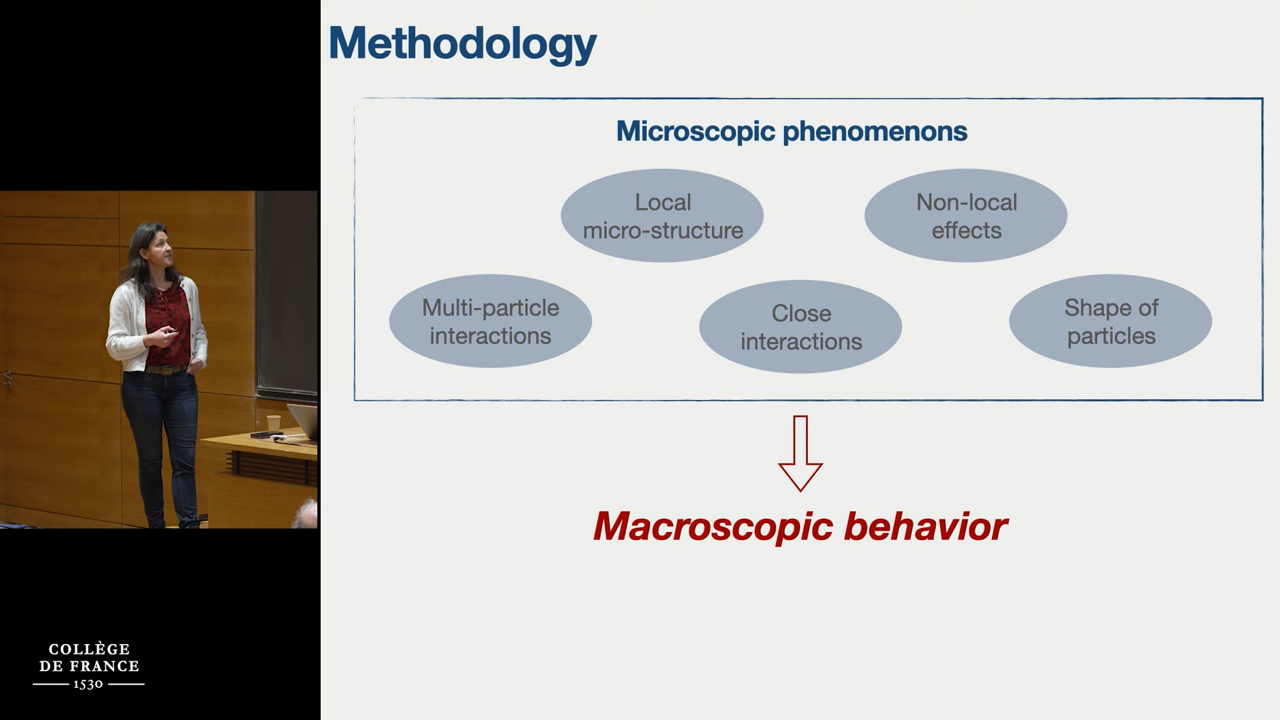 Methodology
Microscopic phenomenons
Local
micro-structure
Non-local
effects
Multi-particle
interactions
Close
interactions
Shape of
particles
Macroscopic behavior
COLLÈGE
DE FRANCE
1530